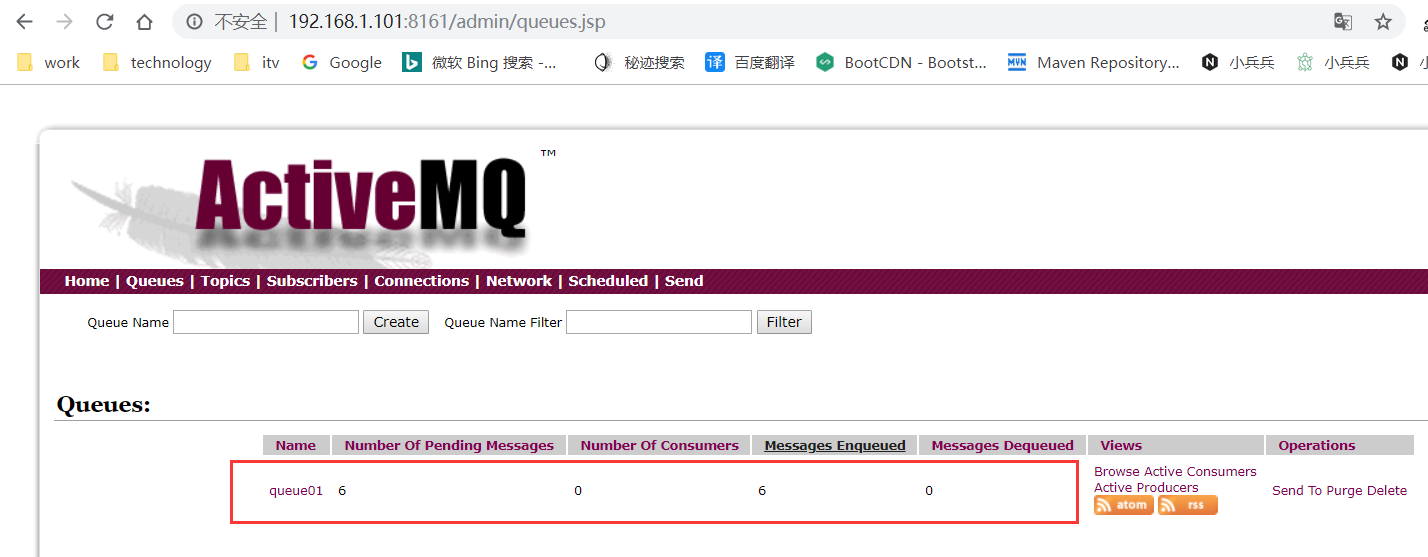 不安全 | 192.168.1.101:8161/admin/queues.jsp
work technology itv Google 微软 Bing 搜索 -... 秘迹搜索 译 百度翻译 BootCDN - Bootst... MVN Maven Repository... N 小兵兵 小兵兵 N
ActiveMQ ™
Home | Queues | Topics | Subscribers | Connections | Network | Scheduled | Send
Queue Name Create Queue Name Filter Filter
Queues:
Name Number Of Pending Messages Number Of Consumers Messages Enqueued Messages Dequeued Views Operations
queue01 6 0 6 0 Browse Active Consumers
Active Producers
atom rss
Send To Purge Delete